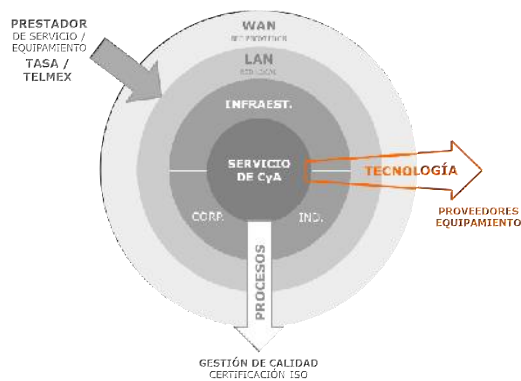 PRESTADOR
DE SERVICIO /
EQUIPAMIENTO
TASA /
TELMEX
WAN
LAN
INFRAEST.
SERVICIO
DE CyA
TECNOLOGÍA
CORP.
IND.
PROVEEDORES
EQUIPAMIENTO
PROCESOS
GESTIÓN DE CALIDAD
CERTIFICACIÓN ISO